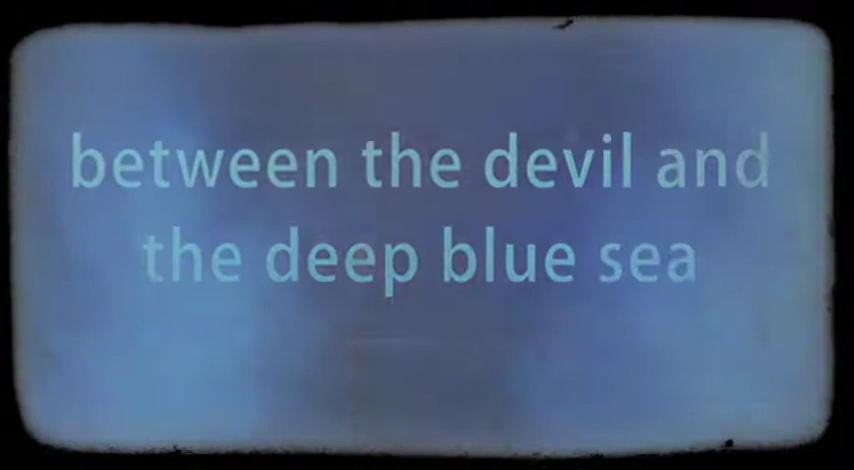 between the devil and
the deep blue sea